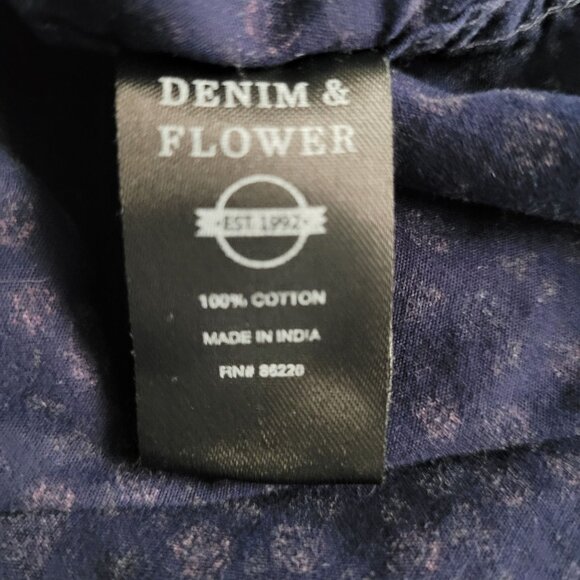 DENIM &
FLOWER
EST. 1992
100% COTTON
MADE IN INDIA
RN# 86220